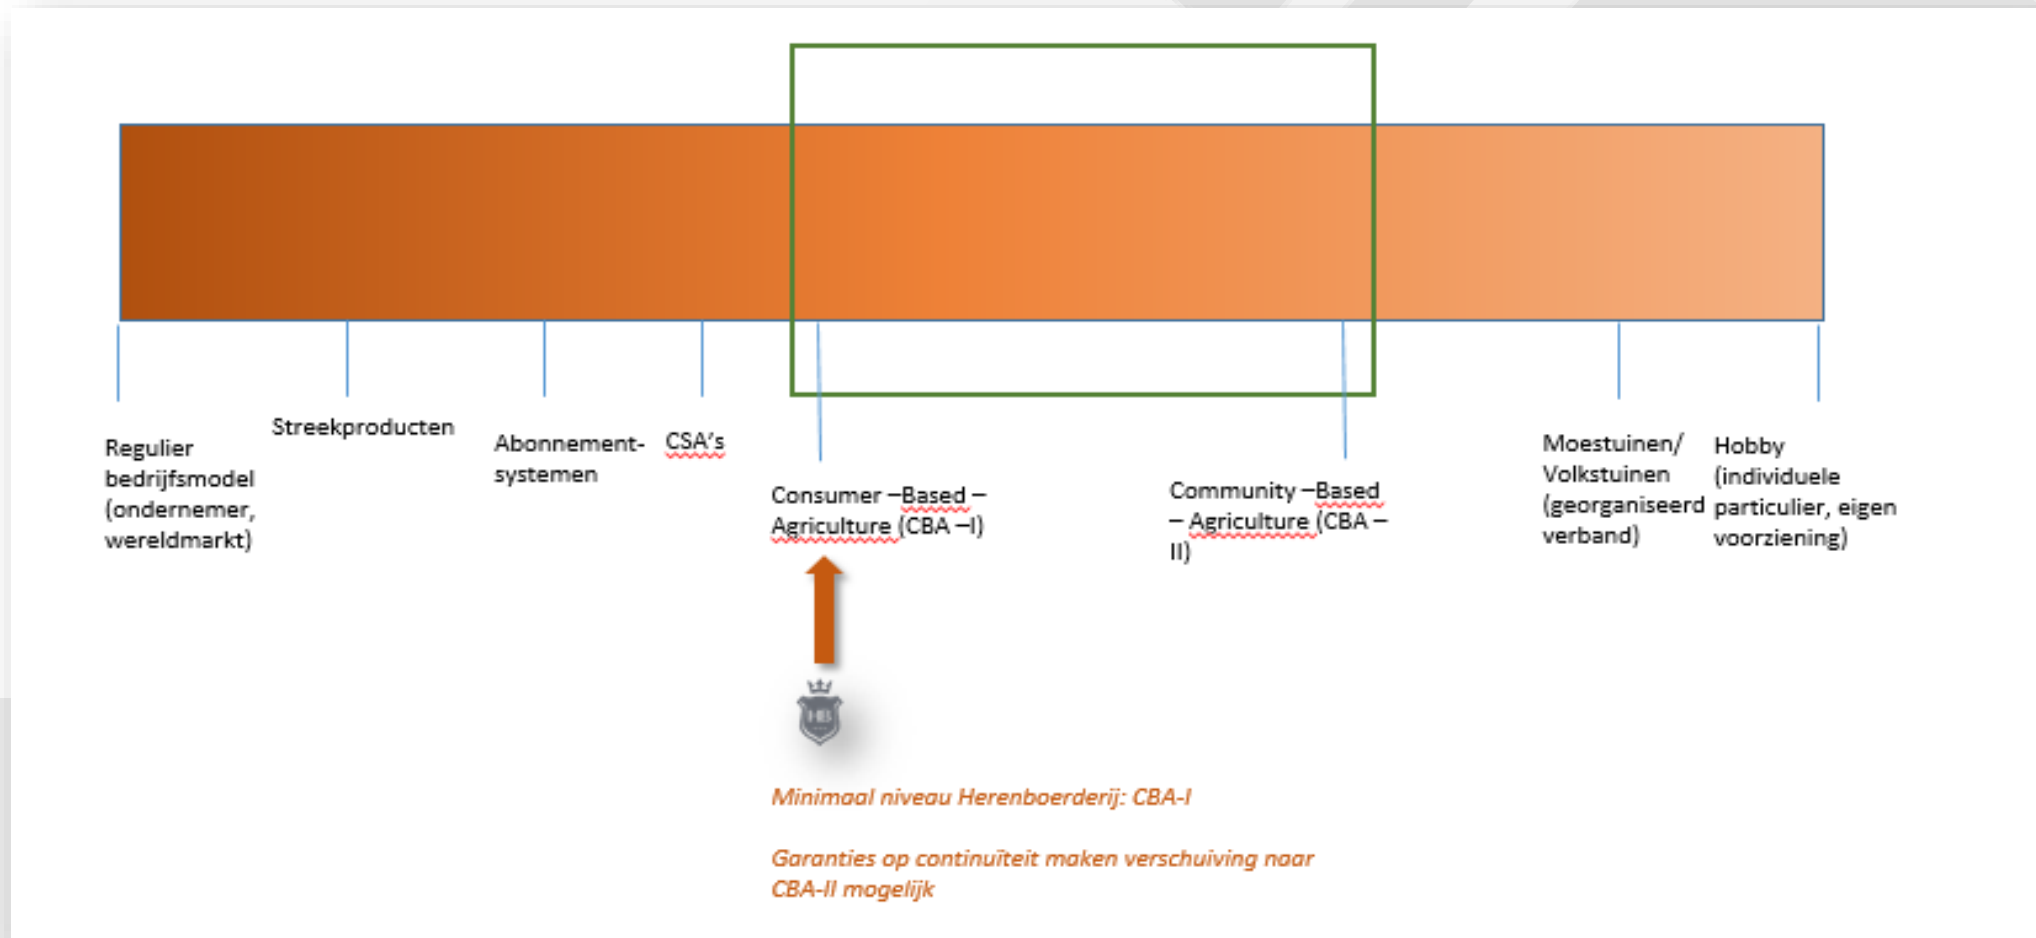 Regulier
bedrijfsmodel
(ondernemer,
wereldmarkt)
Streekproducten
Abonnement-
systemen
CSA's
Consumer –Based –
Agriculture (CBA –I)
Community –Based
– Agriculture (CBA –
II)
Moestuinen/
Volkstuinen
(georganiseerd
verband)
Hobby
(individuele
particulier, eigen
voorziening)
HB
Minimaal niveau Herenboerderij: CBA-I
Garanties op continuïteit maken verschuiving naar
CBA-II mogelijk